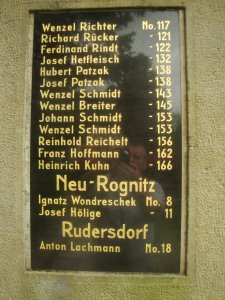 Wenzel Richter No. 117
Richard Rücker - 121
Ferdinand Rindt - 122
Josef Hetfleisch - 132
Hubert Patzak - 138
Josef Patzak - 138
Wenzel Schmidt - 143
Wenzel Breiter - 145
Johann Schmidt - 153
Wenzel Schmidt - 153
Reinhold Reichelt - 156
Franz Hoffmann - 162
Heinrich Kuhn - 166
Neu-Rognitz
Ignatz Wondreschek No. 8
Josef Hölige - 11
Rudersdorf
Anton Lachmann No. 18